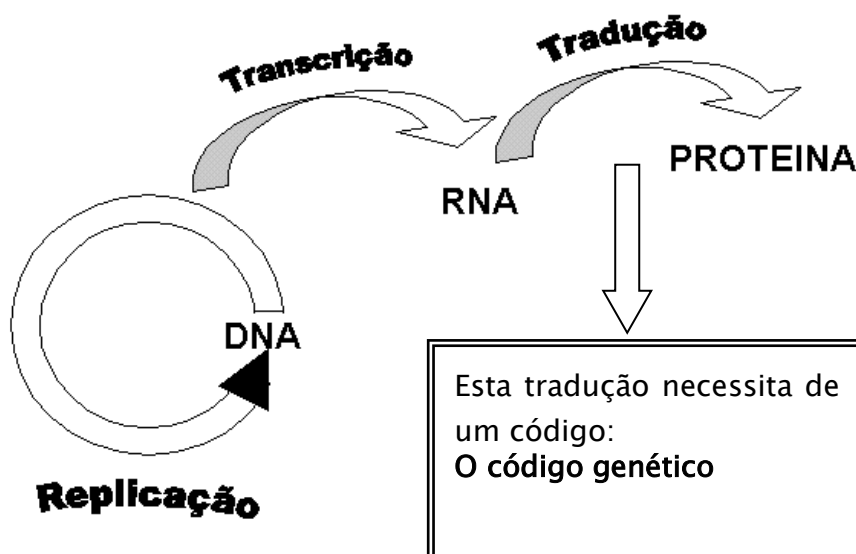 Transcrição
Tradução
RNA
PROTEINA
DNA
Replicação
Esta tradução necessita de
um código:
O código genético